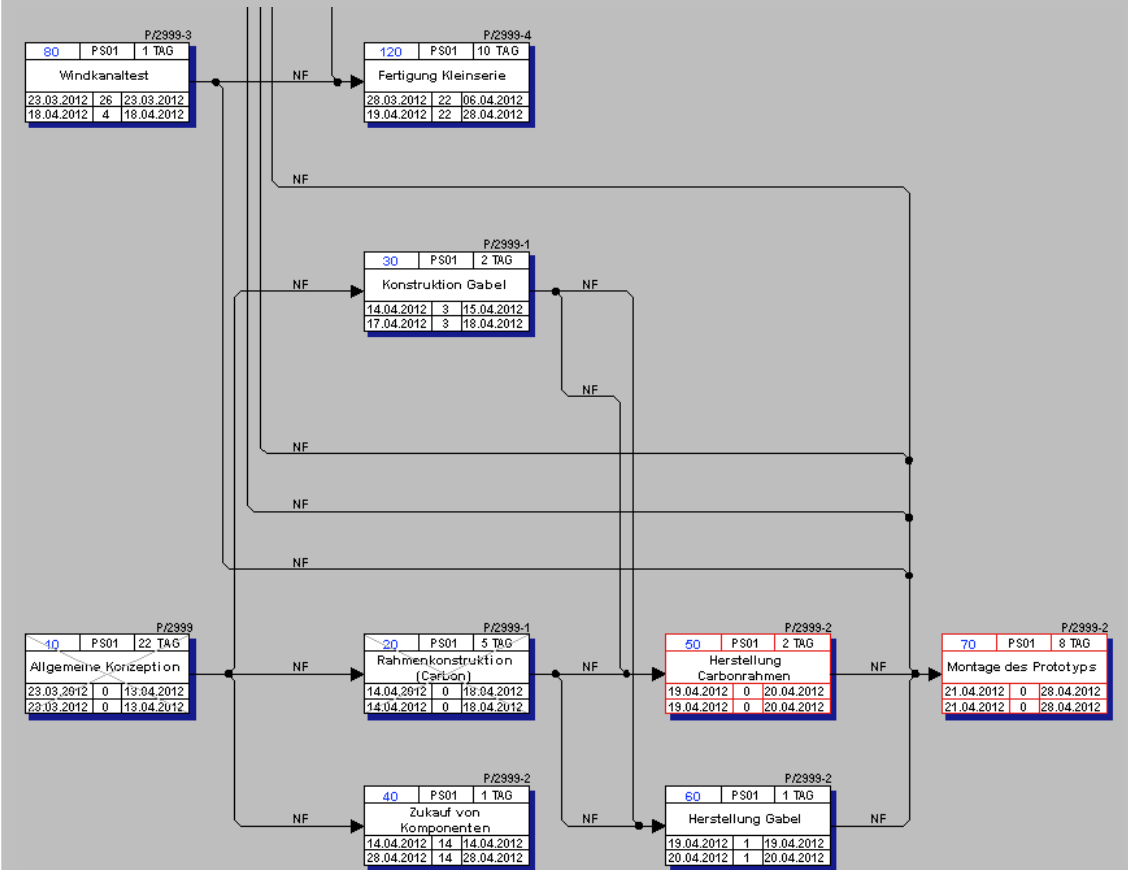 P/2999-3
80 PS01 1 TAG
Windkanaltest
23.03.2012 26 23.03.2012
18.04.2012 4 18.04.2012
NF
P/2999-4
120 PS01 10 TAG
Fertigung Kleinserie
28.03.2012 22 06.04.2012
19.04.2012 22 28.04.2012
NF
P/2999-1
30 PS01 2 TAG
Konstruktion Gabel
14.04.2012 3 15.04.2012
17.04.2012 3 18.04.2012
NF
NF
NF
NF
NF
NF
P/2999
10 PS01 22 TAG
Allgemeine Konzeption
23.03.2012 0 13.04.2012
23.03.2012 0 13.04.2012
NF
P/2999-1
20 PS01 5 TAG
Rahmenkonstruktion
(Carbon)
14.04.2012 0 18.04.2012
14.04.2012 0 18.04.2012
NF
P/2999-2
50 PS01 2 TAG
Herstellung
Carbonrahmen
19.04.2012 0 20.04.2012
19.04.2012 0 20.04.2012
NF
P/2999-2
70 PS01 8 TAG
Montage des Prototyps
21.04.2012 0 28.04.2012
21.04.2012 0 28.04.2012
NF
P/2999-2
40 PS01 1 TAG
Zukauf von
Komponenten
14.04.2012 14 14.04.2012
28.04.2012 14 28.04.2012
NF
P/2999-2
60 PS01 1 TAG
Herstellung Gabel
19.04.2012 1 19.04.2012
20.04.2012 1 20.04.2012
NF